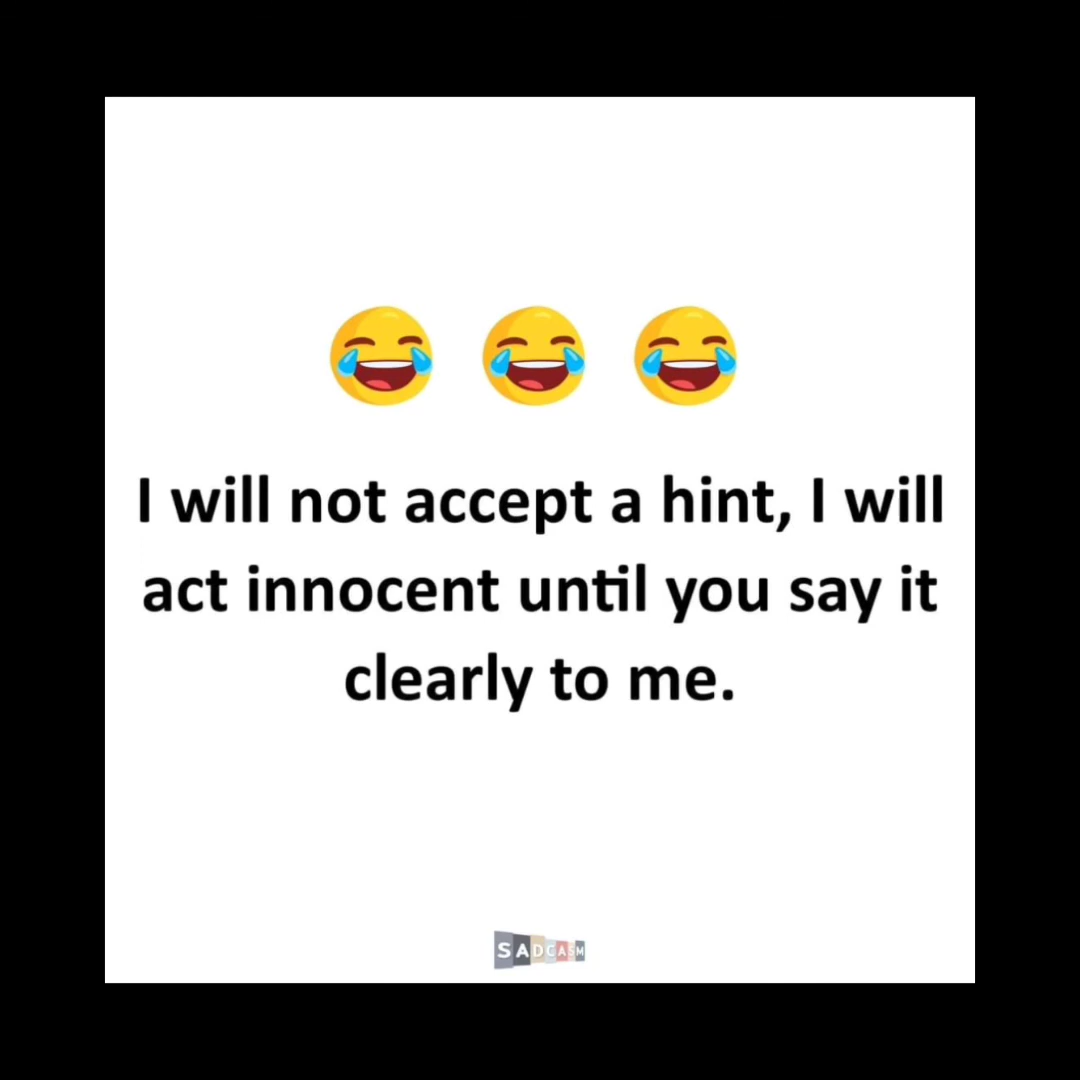 I will not accept a hint, I will
act innocent until you say it
clearly to me.
SADCASM